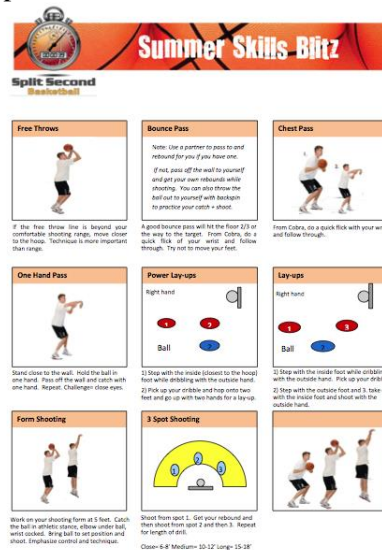 Summer Skills Blitz
Split Second
Basketball
Free Throws
If the free throw line is beyond your
comfortable shooting range, move closer
to the hoop. Technique is more important
than range.
Bounce Pass
Note: Use a partner to pass to and
rebound for you if you have one.
If not, pass off the wall to yourself
and get your own rebounds while
shooting. You can also throw the
ball out to yourself with backspin
to practice your catch + shoot.
A good bounce pass will hit the floor 2/3 or
the way to the target. From Cobra, do a
quick flick of your wrist and follow
through. Try not to move your feet.
Chest Pass
From Cobra, do a quick flick with your
and follow through.
One Hand Pass
Stand close to the wall. Hold the ball in
one hand. Pass off the wall and catch with
one hand. Repeat. Challenge= close eyes.
Power Lay-ups
Right hand
1
2
Ball
2
1) Step with the inside (closest to the hoop)
foot while dribbling with the outside hand.
2) Pick up your dribble and hop onto two
feet and go up with two hands for a lay-up.
Lay-ups
Right hand
1
3
Ball
2
1) Step with the inside foot while
with the outside hand. Pick up your
2) Step with the outside foot and 3. take
with the inside foot and shoot with the
outside hand.
Form Shooting
Work on your shooting form at 5 feet. Catch
the ball in athletic stance, elbow under ball,
wrist cocked. Bring ball to set position and
shoot. Emphasize control and technique.
3 Spot Shooting
1
2
3
Shoot from spot 1. Get your rebound and
then shoot from spot 2 and then 3. Repeat
for length of drill.
Close= 6-8' Medium= 10-12' Long= 15-18'